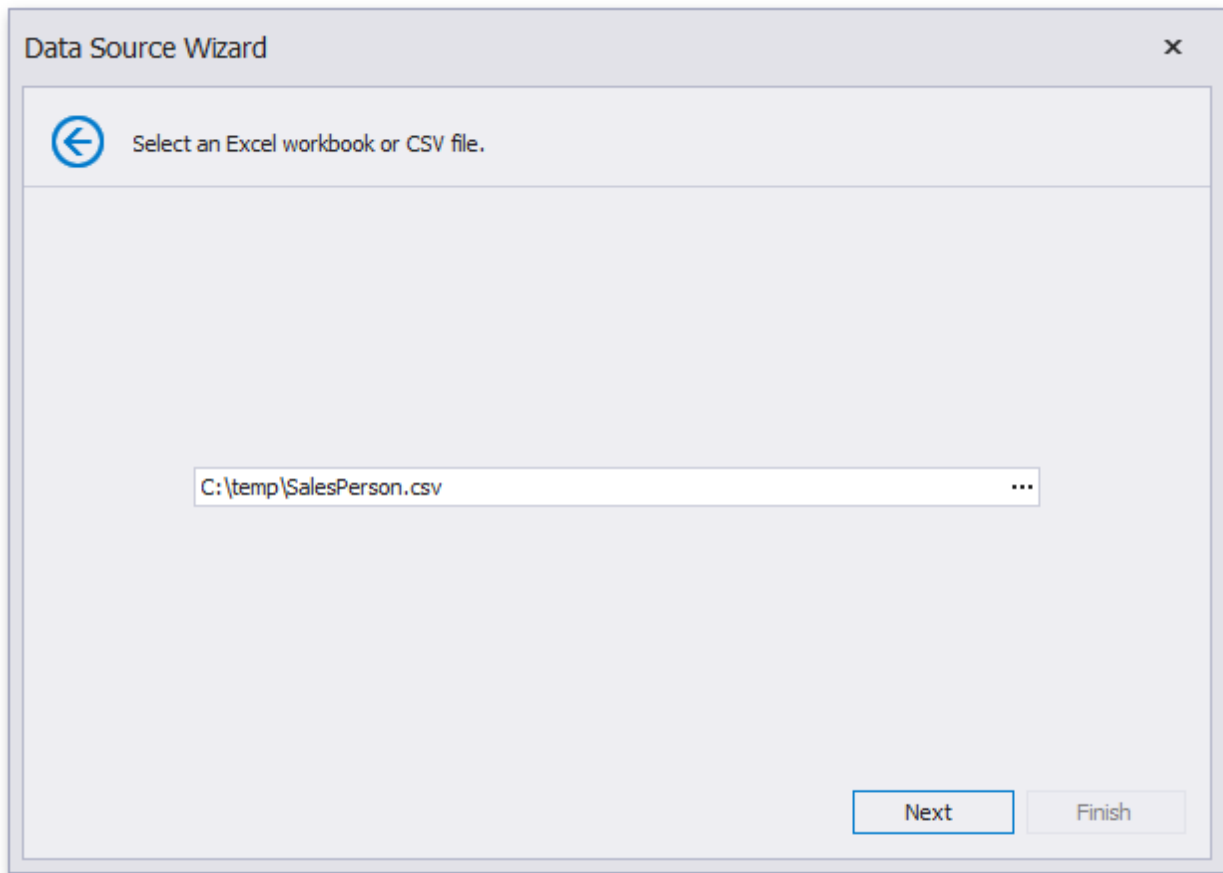 Data Source Wizard
Select an Excel workbook or CSV file.
C:\temp\SalesPerson.csv ...
Next Finish